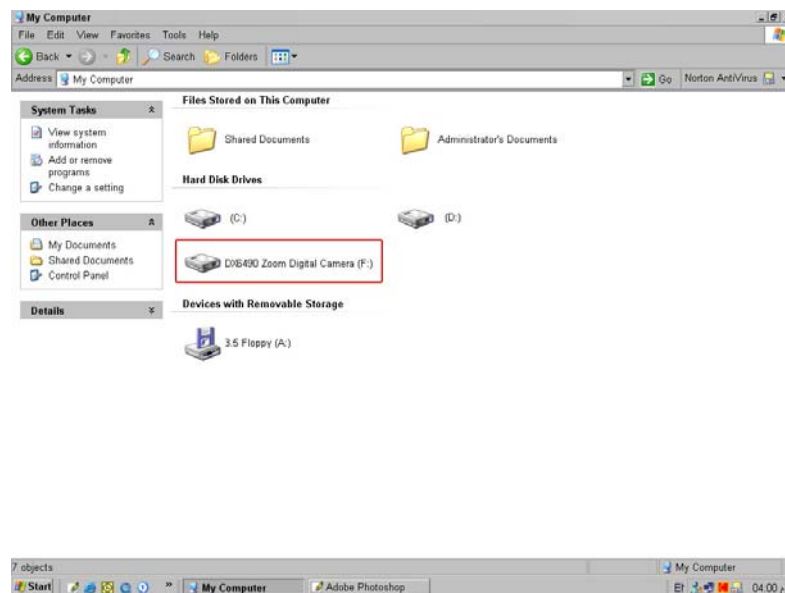 My Computer
File Edit View Favorites Tools Help
Back Search Folders
Address My Computer Go Norton AntiVirus
System Tasks
View system
information
Add or remove
programs
Change a setting
Other Places
My Documents
Shared Documents
Control Panel
Details
Files Stored on This Computer
Shared Documents Administrator's Documents
Hard Disk Drives
(C:) (D:)
DX6490 Zoom Digital Camera (F:)
Devices with Removable Storage
3.5 Floppy (A:)
7 objects My Computer
Start » My Computer Adobe Photoshop 04:00